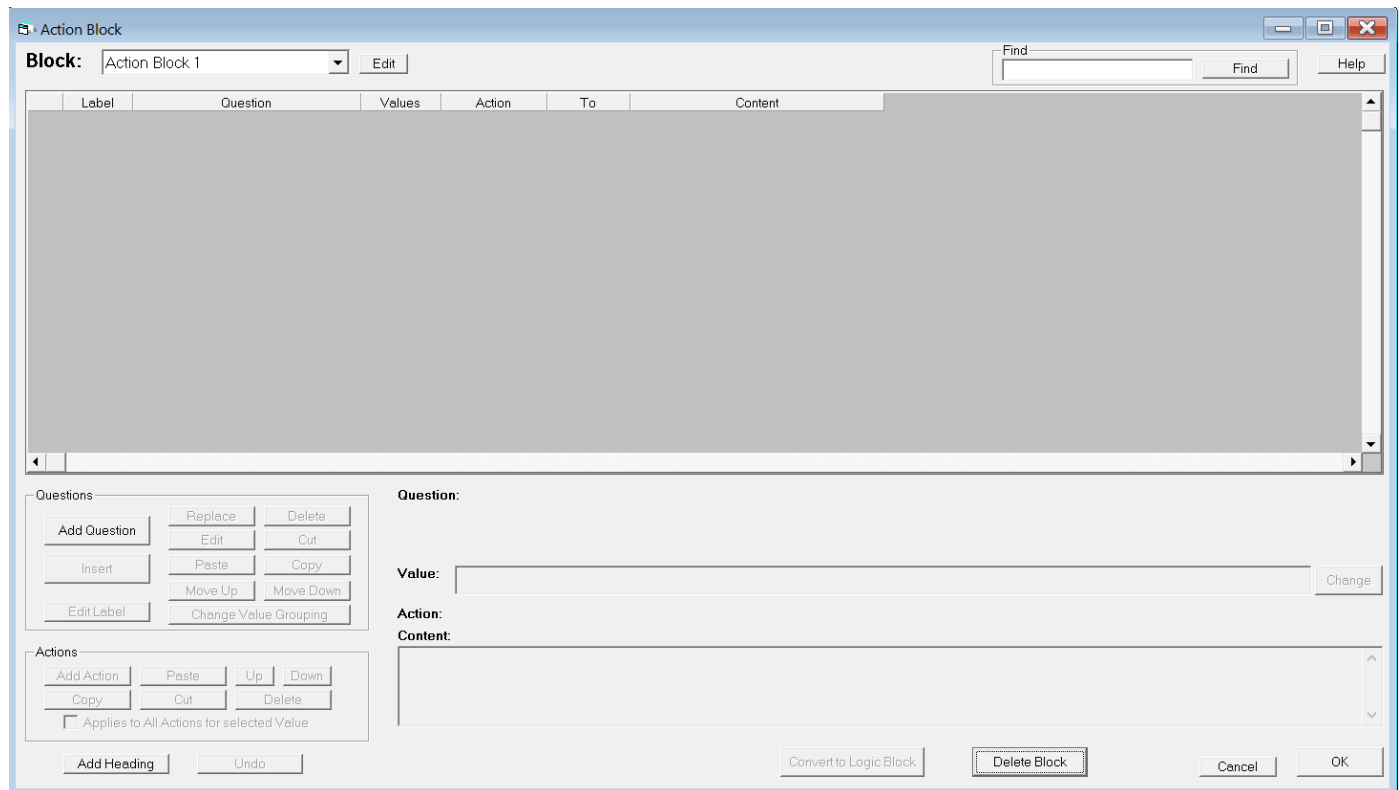 Action Block
Block: Action Block 1 Edit
Find
Find
Help
Label Question Values Action To Content
Questions
Add Question
Replace Delete
Edit Cut
Insert
Paste Copy
Move Up Move Down
Edit Label
Change Value Grouping
Question:
Value:
Change
Action:
Content:
Actions
Add Action Paste Up Down
Copy Cut Delete
Applies to All Actions for selected Value
Add Heading Undo
Convert to Logic Block Delete Block Cancel OK